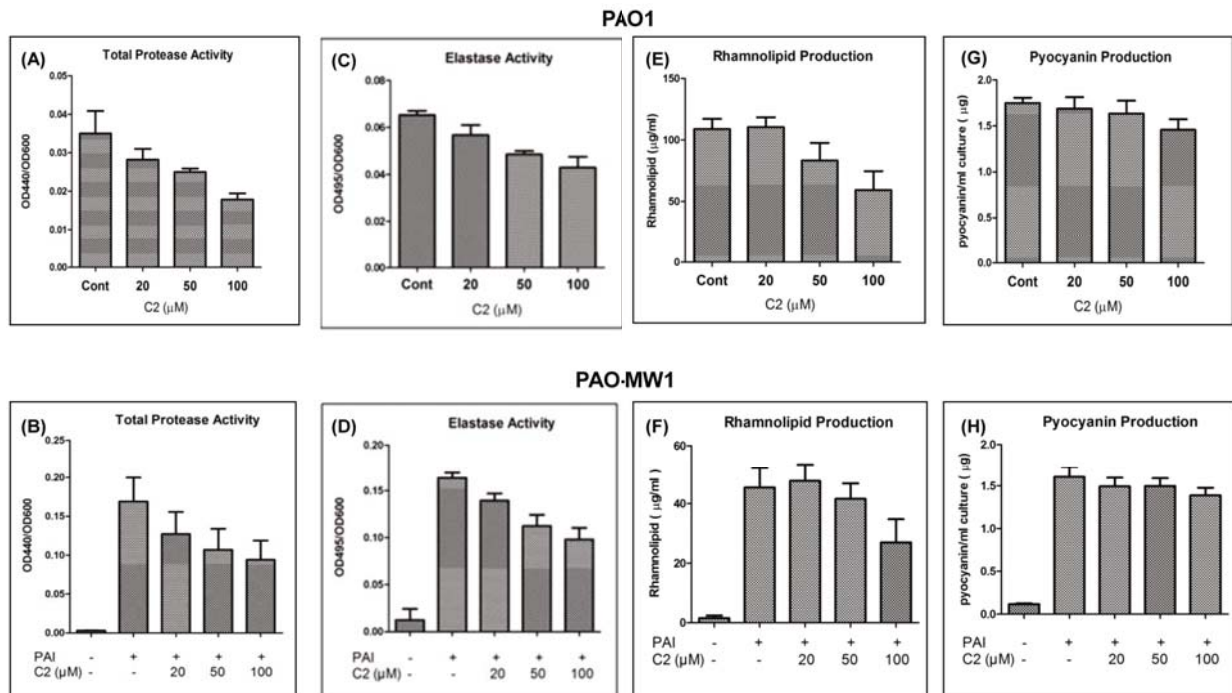 PAO1
(A) Total Protease Activity
OD440/OD600
0.05
0.04
0.03
0.02
0.01
0.00
Cont 20 50 100
C2 (μM)
(C) Elastase Activity
OD495/OD600
0.08
0.06
0.04
0.02
0.00
Cont 20 50 100
C2 (μM)
(E) Rhamnolipid Production
Rhamnolipid (μg/ml)
150
100
50
0
Cont 20 50 100
C2 (μM)
(G) Pyocyanin Production
pyocyanin/ml culture ( μg)
2.0
1.5
1.0
0.5
0.0
Cont 20 50 100
C2 (μM)
PAO-MW1
(B) Total Protease Activity
OD440/OD600
0.25
0.20
0.15
0.10
0.05
0.00
PAI - + + + +
C2 (μM) - - 20 50 100
(D) Elastase Activity
OD495/OD600
0.20
0.15
0.10
0.05
0.00
PAI - + + + +
C2 (μM) - - 20 50 100
(F) Rhamnolipid Production
Rhamnolipid ( μg/ml )
60
40
20
0
PAI - + + + +
C2 (μM) - - 20 50 100
(H) Pyocyanin Production
pyocyanin/ml culture ( μg)
2.0
1.5
1.0
0.5
0.0
PAI - + + + +
C2 (μM) - - 20 50 100